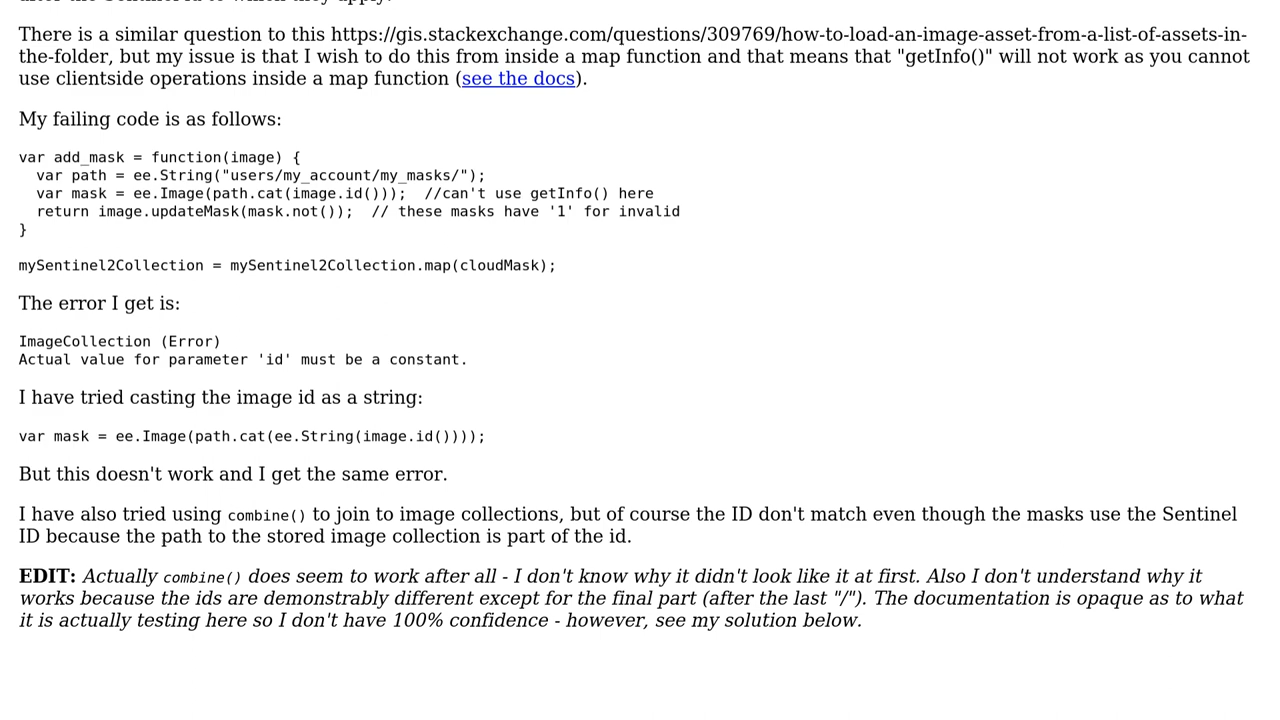 There is a similar question to this https://gis.stackexchange.com/questions/309769/how-to-load-an-image-asset-from-a-list-of-assets-in-
the-folder, but my issue is that I wish to do this from inside a map function and that means that "getInfo()" will not work as you cannot
use clientside operations inside a map function (see the docs).
My failing code is as follows:
var add_mask = function(image) {
  var path = ee.String("users/my_account/my_masks/");
  var mask = ee.Image(path.cat(image.id()));  //can't use getInfo() here
  return image.updateMask(mask.not());  // these masks have '1' for invalid
}
mySentinel2Collection = mySentinel2Collection.map(cloudMask);
The error I get is:
ImageCollection (Error)
Actual value for parameter 'id' must be a constant.
I have tried casting the image id as a string:
var mask = ee.Image(path.cat(ee.String(image.id())));
But this doesn't work and I get the same error.
I have also tried using combine() to join to image collections, but of course the ID don't match even though the masks use the Sentinel
ID because the path to the stored image collection is part of the id.
EDIT: Actually combine() does seem to work after all - I don't know why it didn't look like it at first. Also I don't understand why it
works because the ids are demonstrably different except for the final part (after the last "/"). The documentation is opaque as to what
it is actually testing here so I don't have 100% confidence - however, see my solution below.